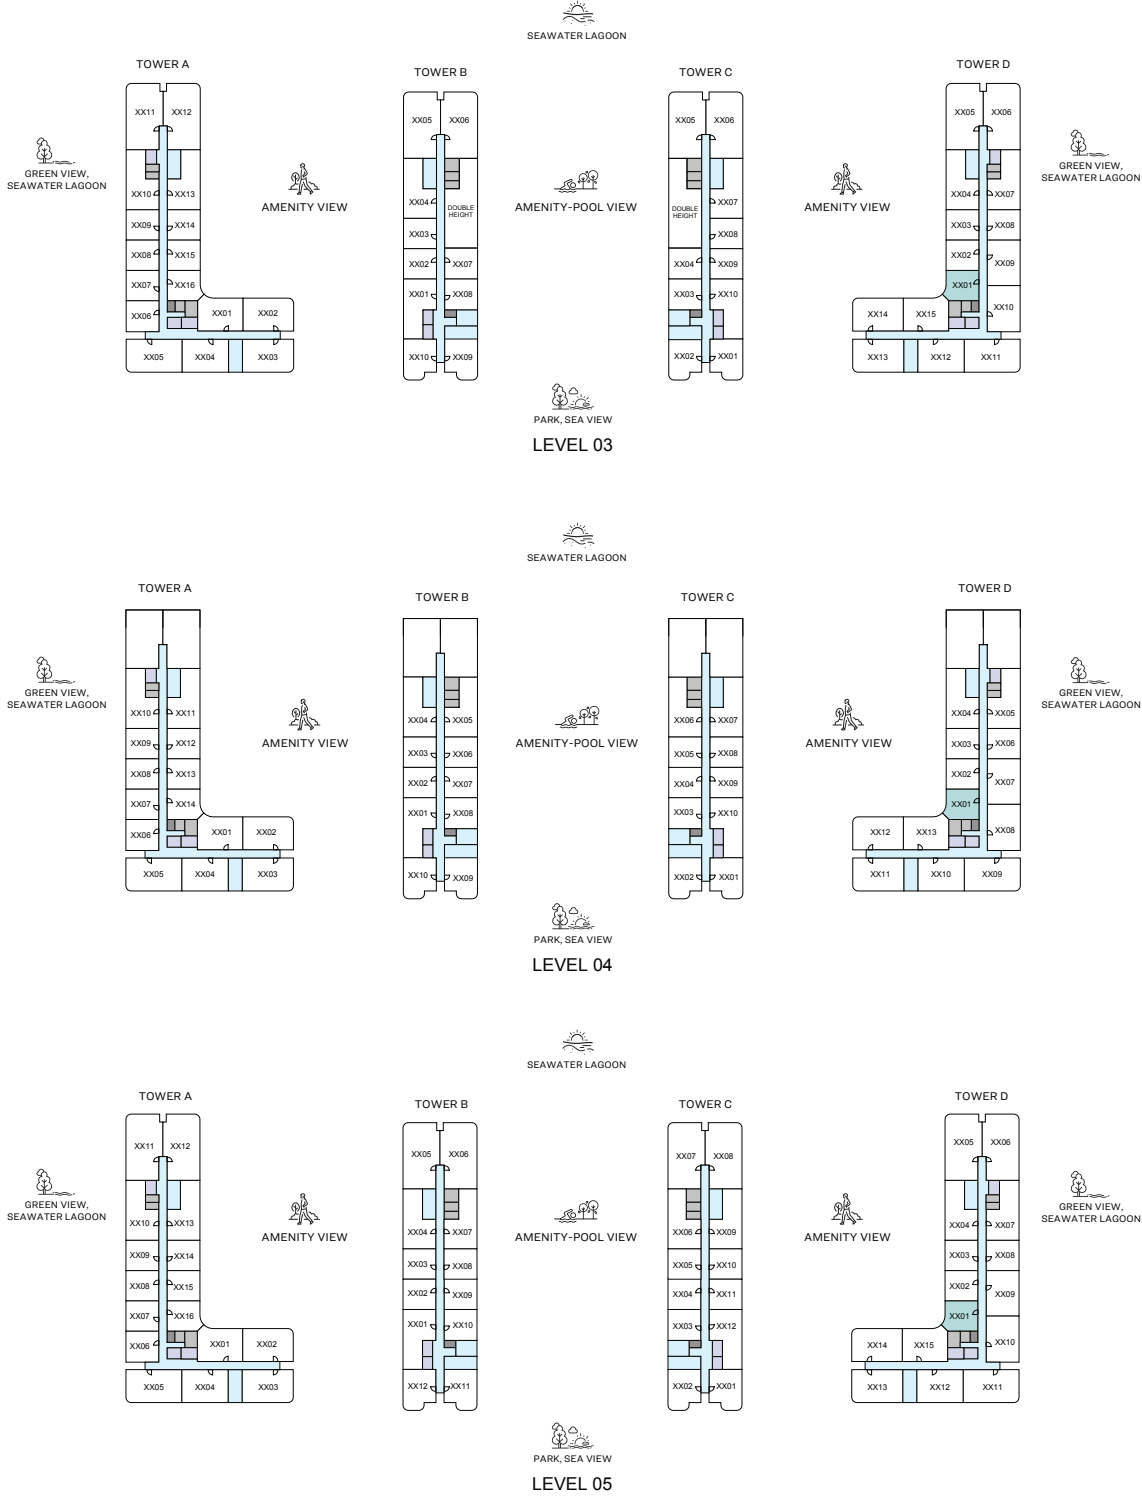 SEAWATER LAGOON
TOWER A
TOWER B
TOWER C
TOWER D
XX11 XX12
XX05 XX06
XX05 XX06
XX05 XX06
GREEN VIEW,
SEAWATER LAGOON
AMENITY VIEW
AMENITY-POOL VIEW
AMENITY VIEW
GREEN VIEW,
SEAWATER LAGOON
XX10 XX13
XX04 DOUBLE
HEIGHT
DOUBLE
HEIGHT XX07
XX04 XX07
XX09 XX14
XX03
XX08
XX03 XX08
XX08 XX15
XX02 XX07
XX04 XX09
XX02 XX09
XX07 XX16
XX01 XX08
XX03 XX10
XX01
XX06 XX01 XX02
XX14 XX15 XX10
XX05 XX04 XX03
XX10 XX09
XX02 XX01
XX13 XX12 XX11
PARK, SEA VIEW
LEVEL 03
SEAWATER LAGOON
TOWER A
TOWER B
TOWER C
TOWER D
GREEN VIEW,
SEAWATER LAGOON
AMENITY VIEW
AMENITY-POOL VIEW
AMENITY VIEW
GREEN VIEW,
SEAWATER LAGOON
XX10 XX11
XX04 XX05
XX06 XX07
XX04 XX05
XX09 XX12
XX03 XX06
XX05 XX08
XX03 XX06
XX08 XX13
XX02 XX07
XX04 XX09
XX02 XX07
XX07 XX14
XX01 XX08
XX03 XX10
XX01
XX06 XX01 XX02
XX12 XX13 XX08
XX05 XX04 XX03
XX10 XX09
XX02 XX01
XX11 XX10 XX09
PARK, SEA VIEW
LEVEL 04
SEAWATER LAGOON
TOWER A
TOWER B
TOWER C
TOWER D
XX11 XX12
XX05 XX06
XX07 XX08
XX05 XX06
GREEN VIEW,
SEAWATER LAGOON
AMENITY VIEW
AMENITY-POOL VIEW
AMENITY VIEW
GREEN VIEW,
SEAWATER LAGOON
XX10 XX13
XX04 XX07
XX06 XX09
XX04 XX07
XX09 XX14
XX03 XX08
XX05 XX10
XX03 XX08
XX08 XX15
XX02 XX09
XX04 XX11
XX02 XX09
XX07 XX16
XX01 XX10
XX03 XX12
XX01
XX06 XX01 XX02
XX14 XX15 XX10
XX05 XX04 XX03
XX12 XX11
XX02 XX01
XX13 XX12 XX11
PARK, SEA VIEW
LEVEL 05